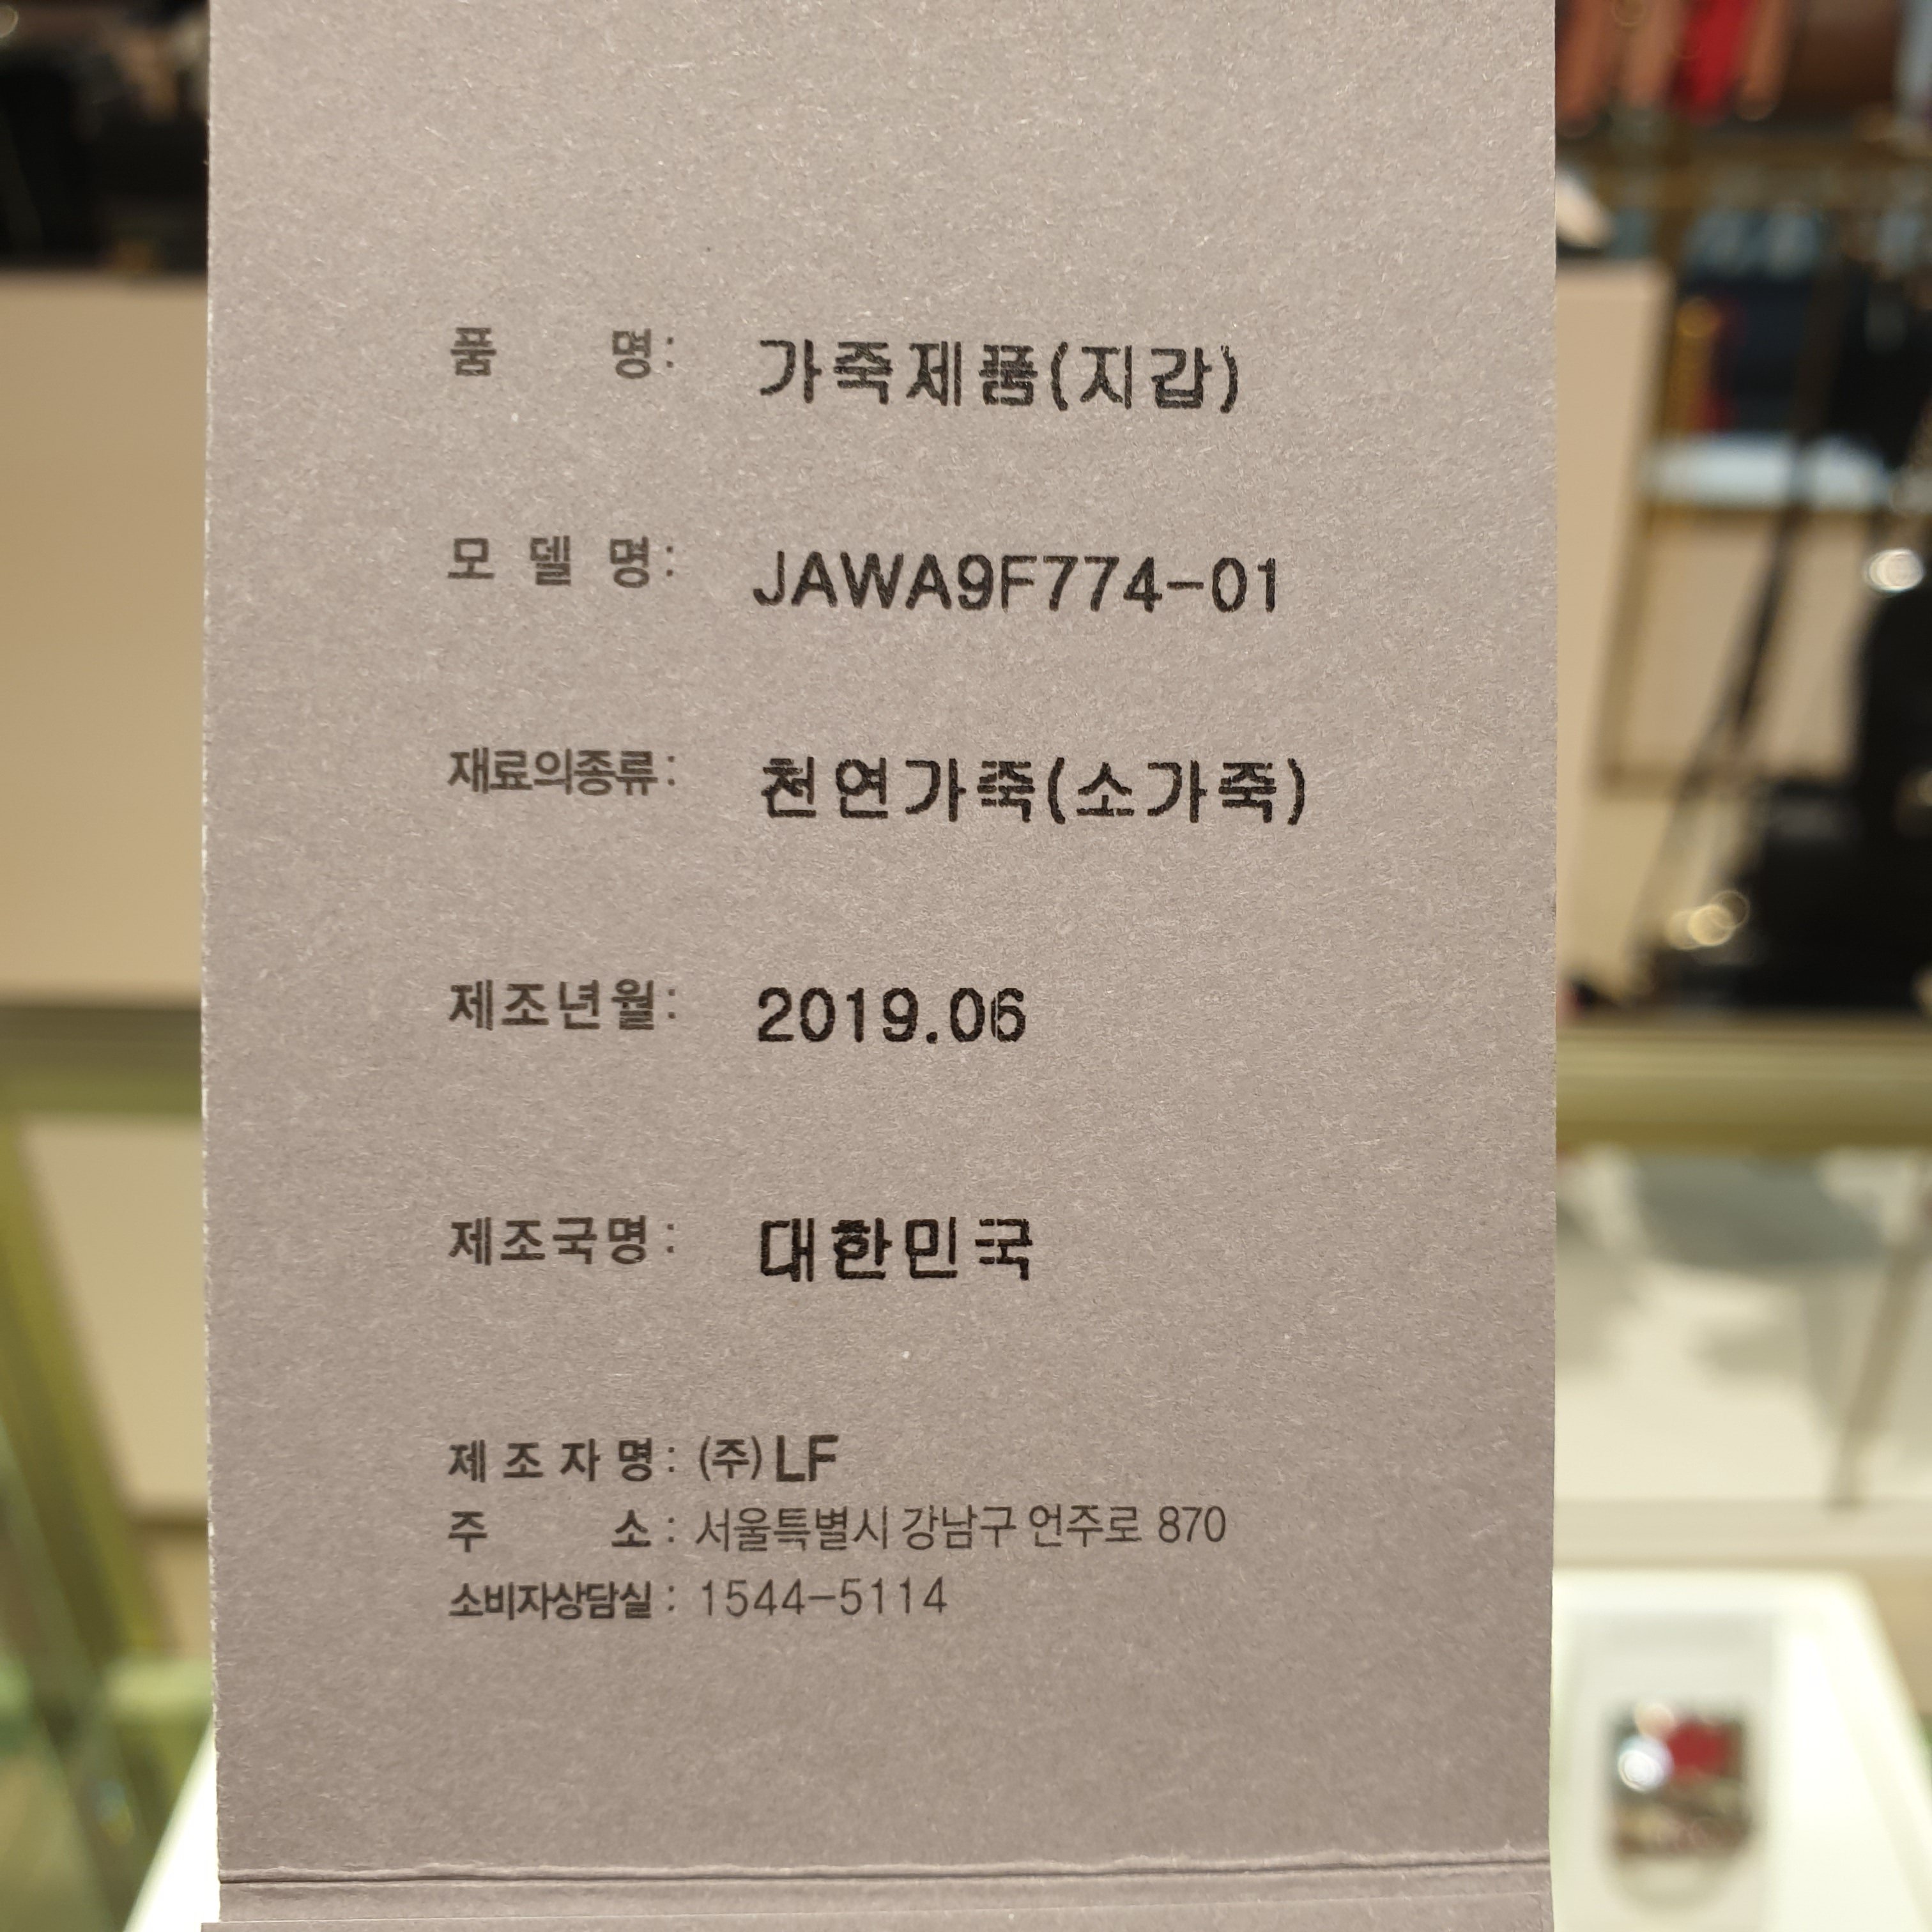 품 명: 가죽제품(지갑)
모 델 명: JAWA9F774-01
재료의종류: 천연가죽(소가죽)
제조년월: 2019.06
제조국명: 대한민국
제 조 자 명: (주)LF
주 소: 서울특별시 강남구 언주로 870
소비자상담실: 1544-5114